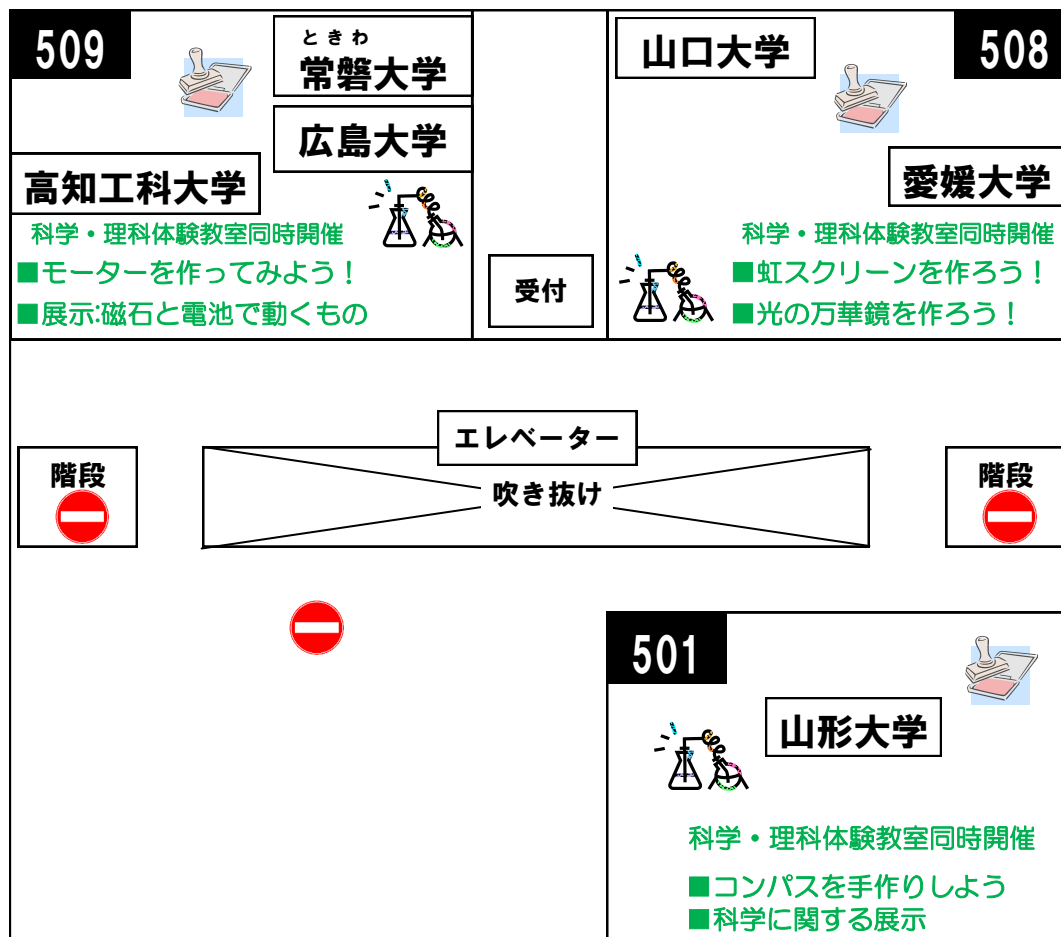 509
ときわ
常磐大学
広島大学
高知工科大学
科学・理科体験教室同時開催
■モーターを作ってみよう！
■展示:磁石と電池で動くもの
受付
山口大学
508
愛媛大学
科学・理科体験教室同時開催
■虹スクリーンを作ろう！
■光の万華鏡を作ろう！
エレベーター
吹き抜け
階段
階段
501
山形大学
科学・理科体験教室同時開催
■コンパスを手作りしよう
■科学に関する展示